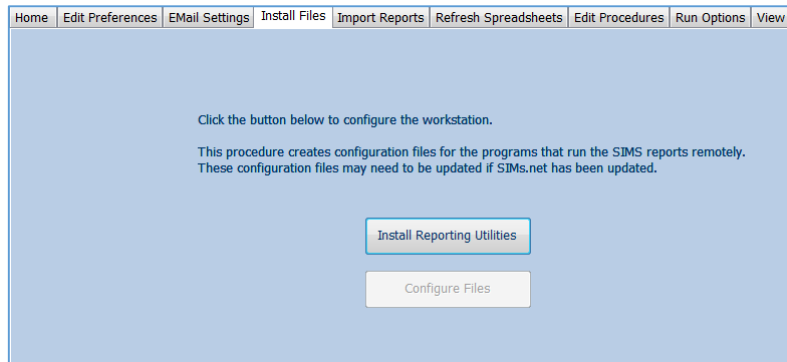 Home Edit Preferences EMail Settings Install Files Import Reports Refresh Spreadsheets Edit Procedures Run Options View
Click the button below to configure the workstation.
This procedure creates configuration files for the programs that run the SIMS reports remotely.
These configuration files may need to be updated if SIMs.net has been updated.
Install Reporting Utilities
Configure Files